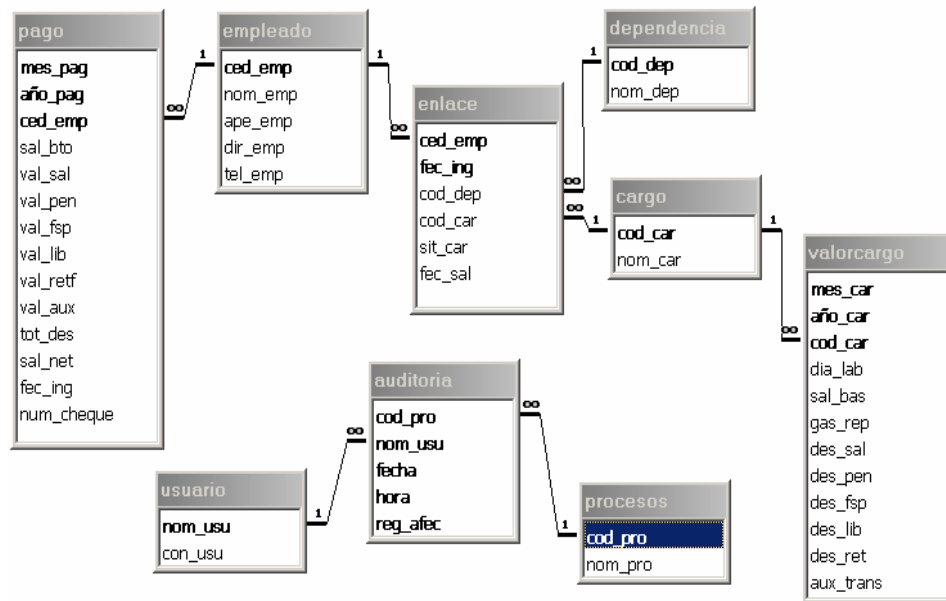 pago
mes_pag
año_pag
ced_emp
sal_bto
val_sal
val_pen
val_fsp
val_lib
val_retf
val_aux
tot_des
sal_net
fec_ing
num_cheque
1
∞
empleado
ced_emp
nom_emp
ape_emp
dir_emp
tel_emp
1
∞
enlace
ced_emp
fec_ing
cod_dep
cod_car
sit_car
fec_sal
1
∞
dependencia
cod_dep
nom_dep
∞
1
cargo
cod_car
nom_car
1
∞
valorcargo
mes_car
año_car
cod_car
dia_lab
sal_bas
gas_rep
des_sal
des_pen
des_fsp
des_lib
des_ret
aux_trans
auditoria
cod_pro
nom_usu
fecha
hora
reg_afec
∞
1
usuario
nom_usu
con_usu
∞
1
procesos
cod_pro
nom_pro